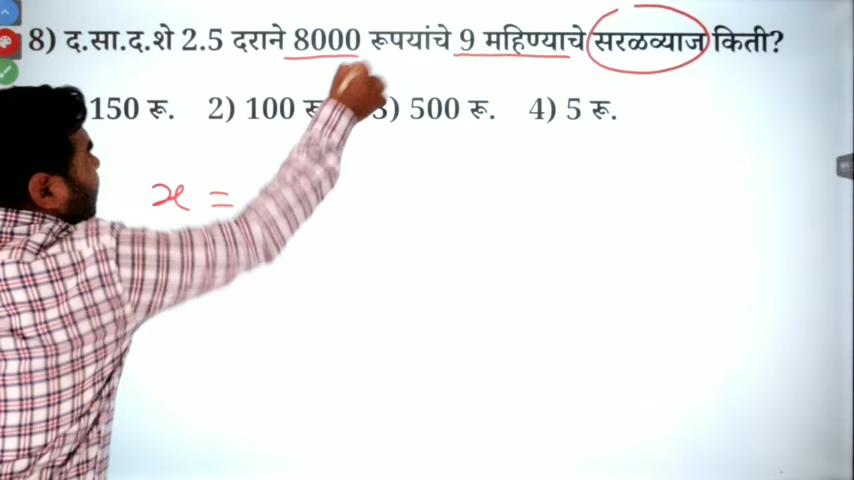 8) द.सा.द.शे 2.5 दराने 8000 रूपयांचे 9 महिण्याचे सरळव्याज किती?
150 रू. 2) 100 रू 3) 500 रू. 4) 5 रू.
x =